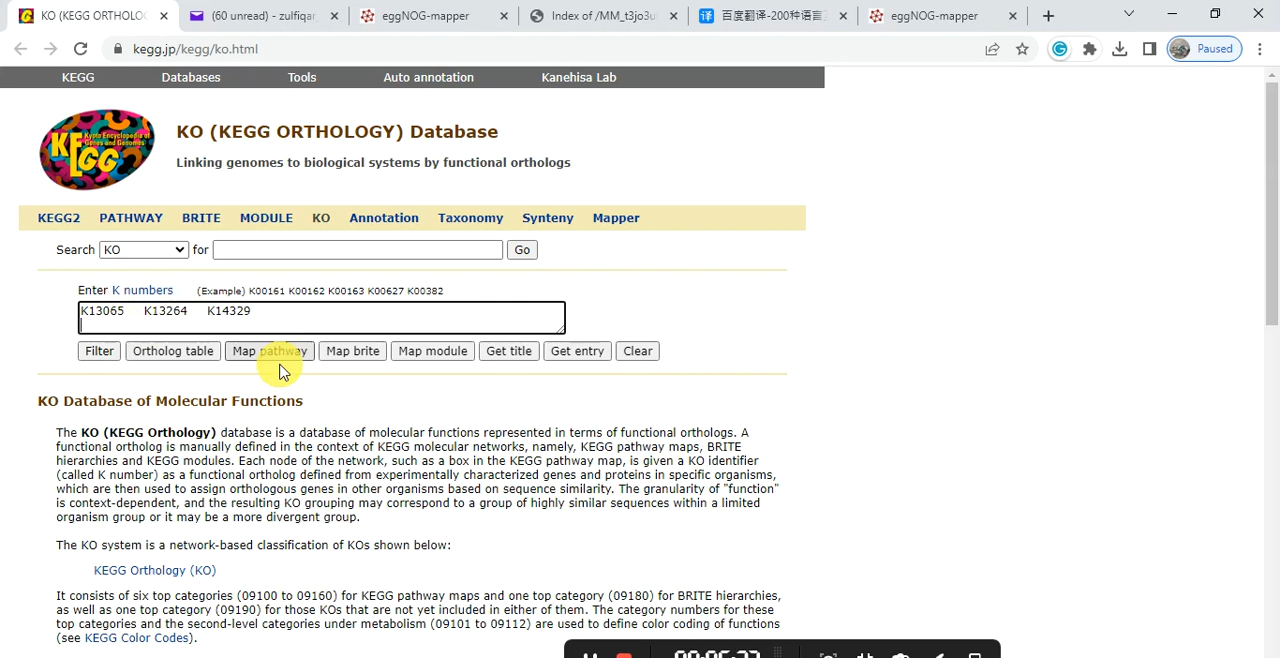 KO (KEGG ORTHOLO
(60 unread) - zulfiqar
eggNOG-mapper
Index of /MM_t3jo3u
百度翻译-200种语言
eggNOG-mapper
kegg.jp/kegg/ko.html
Paused
KEGG Databases Tools Auto annotation Kanehisa Lab
KEGG
Kyoto Encyclopedia of Genes and Genomes
KO (KEGG ORTHOLOGY) Database
Linking genomes to biological systems by functional orthologs
KEGG2 PATHWAY BRITE MODULE KO Annotation Taxonomy Synteny Mapper
Search KO for Go
Enter K numbers (Example) K00161 K00162 K00163 K00627 K00382
K13065 K13264 K14329
Filter Ortholog table Map pathway Map brite Map module Get title Get entry Clear
KO Database of Molecular Functions
The KO (KEGG Orthology) database is a database of molecular functions represented in terms of functional orthologs. A
functional ortholog is manually defined in the context of KEGG molecular networks, namely, KEGG pathway maps, BRITE
hierarchies and KEGG modules. Each node of the network, such as a box in the KEGG pathway map, is given a KO identifier
(called K number) as a functional ortholog defined from experimentally characterized genes and proteins in specific organisms,
which are then used to assign orthologous genes in other organisms based on sequence similarity. The granularity of "function"
is context-dependent, and the resulting KO grouping may correspond to a group of highly similar sequences within a limited
organism group or it may be a more divergent group.
The KO system is a network-based classification of KOs shown below:
KEGG Orthology (KO)
It consists of six top categories (09100 to 09160) for KEGG pathway maps and one top category (09180) for BRITE hierarchies,
as well as one top category (09190) for those KOs that are not yet included in either of them. The category numbers for these
top categories and the second-level categories under metabolism (09101 to 09112) are used to define color coding of functions
(see KEGG Color Codes).